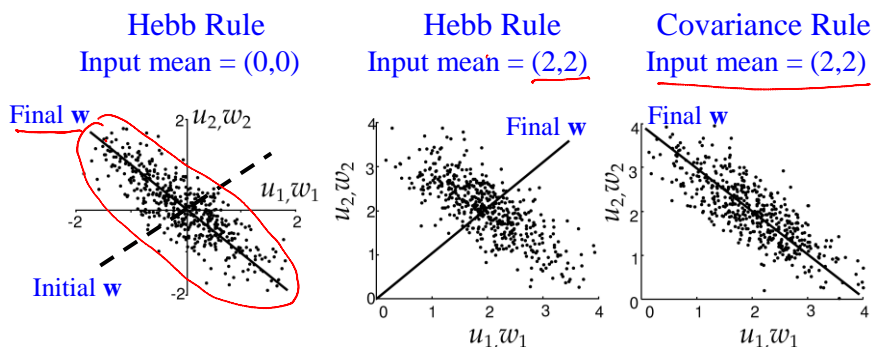 Hebb Rule
Input mean = (0,0)
Final w
2
u2,w2
u1,w1
-2
2
Initial w
-2
Hebb Rule
Input mean = (2,2)
Final w
4
3
2
1
0
u2,w2
0 1 2 3 4
u1,w1
Covariance Rule
Input mean = (2,2)
Final w
4
3
2
1
0
u2,w2
0 1 2 3 4
u1,w1